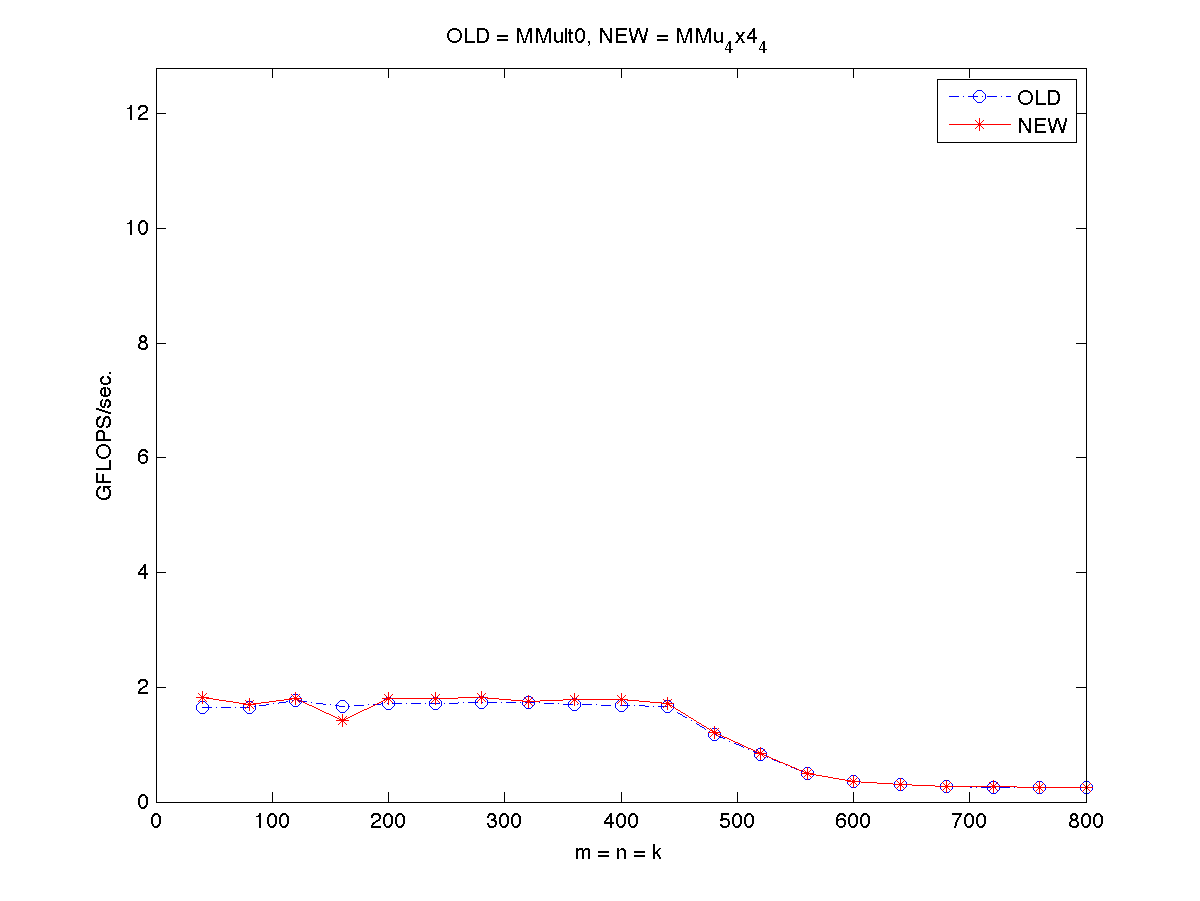 OLD = MMult0, NEW = MMu₄x4₄
OLD
NEW
12
10
8
6
4
2
0
GFLOPS/sec.
0 100 200 300 400 500 600 700 800
m = n = k